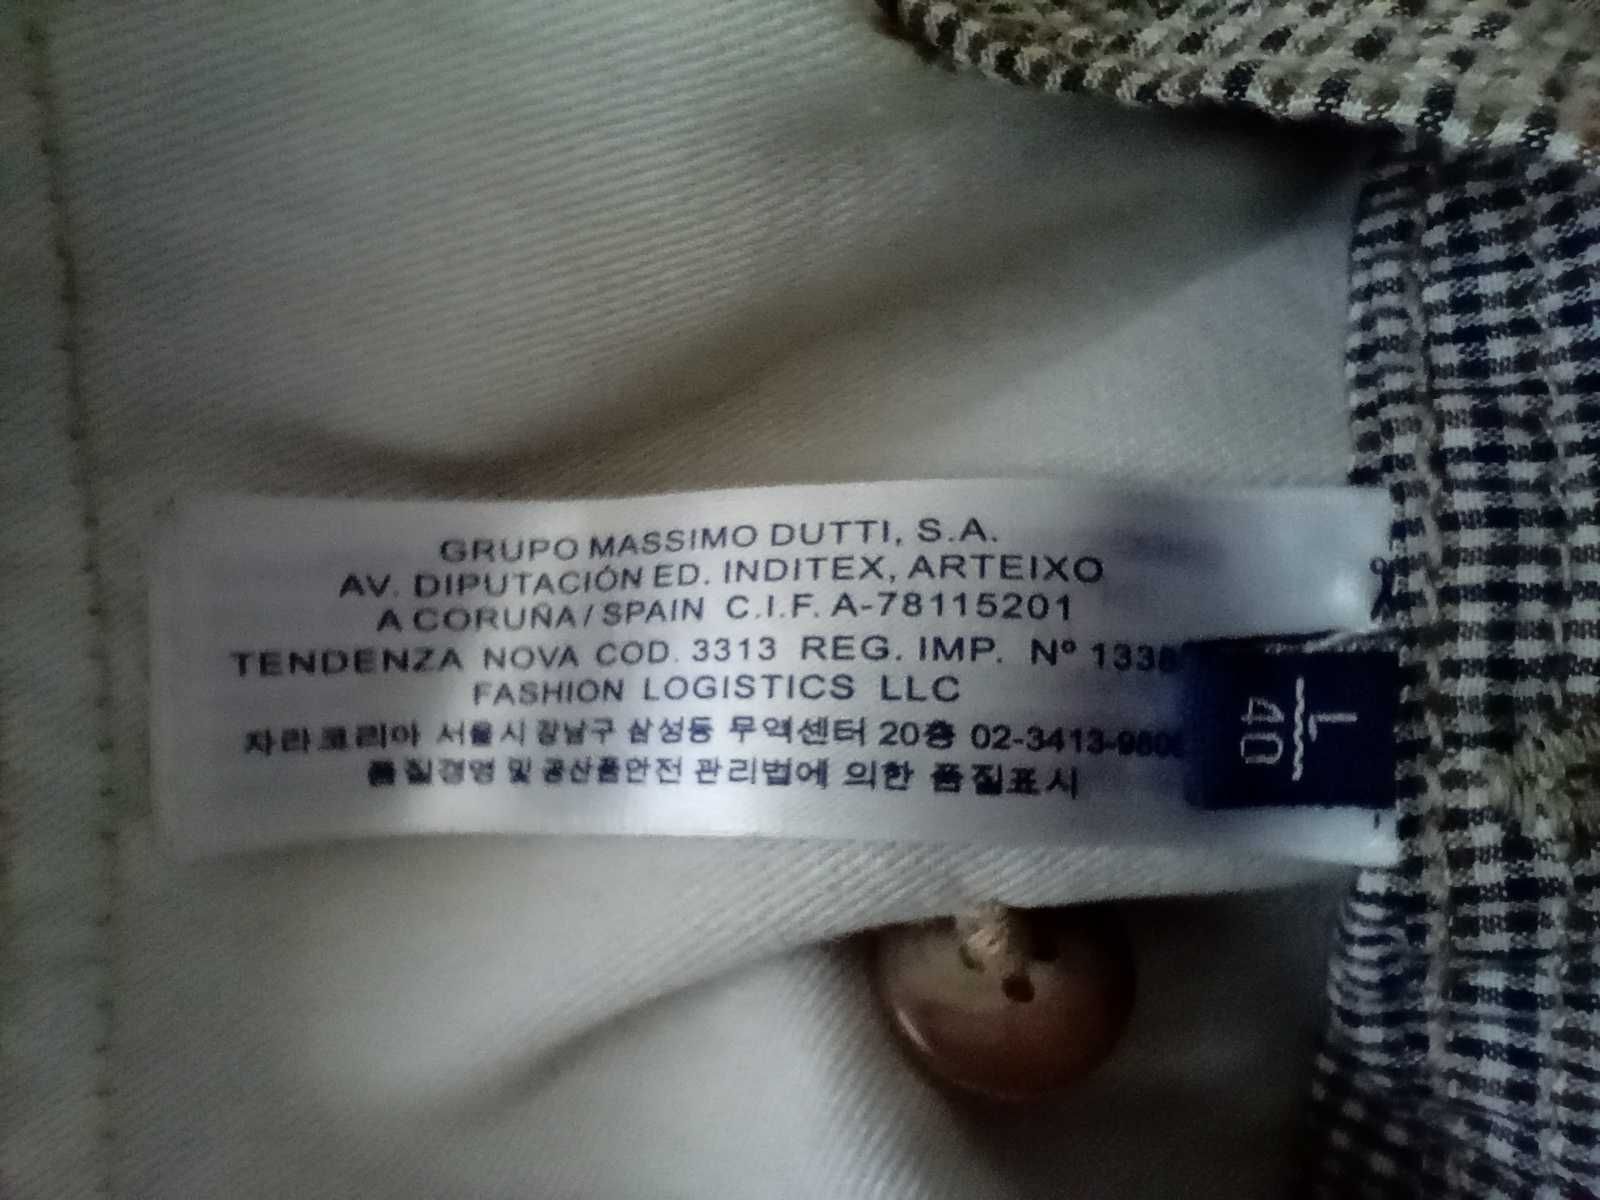 GRUPO MASSIMO DUTTI, S.A.
AV. DIPUTACIÓN ED. INDITEX, ARTEIXO
A CORUÑA / SPAIN C.I.F. A-78115201
TENDENZA NOVA COD. 3313 REG. IMP. Nº
FASHION LOGISTICS LLC
자라코리아 서울시 강남구 삼성동 무역센터 20층
품질경영 및 공산품안전 관리법에 의한 품질표시
L
40